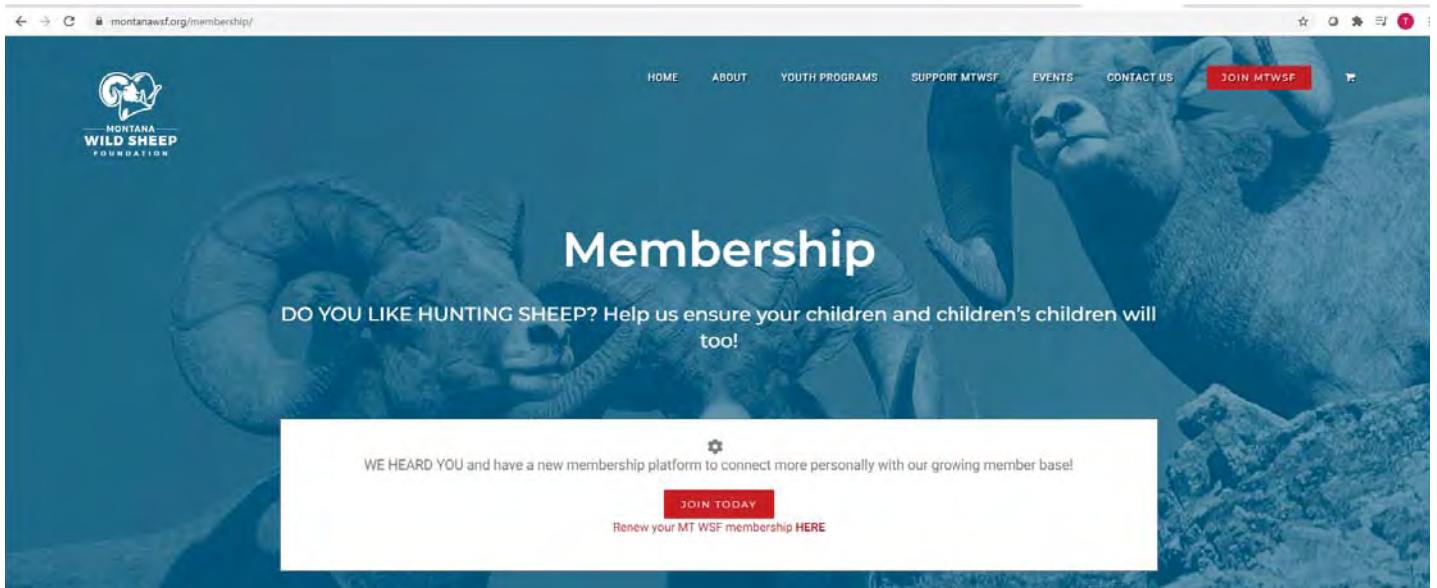 montanawsf.org/membership/
T
HOME ABOUT YOUTH PROGRAMS SUPPORT MTWSF EVENTS CONTACT US JOIN MTWSF
MONTANA
WILD SHEEP
FOUNDATION
Membership
DO YOU LIKE HUNTING SHEEP? Help us ensure your children and children's children will
too!
WE HEARD YOU and have a new membership platform to connect more personally with our growing member base!
JOIN TODAY
Renew your MT WSF membership HERE